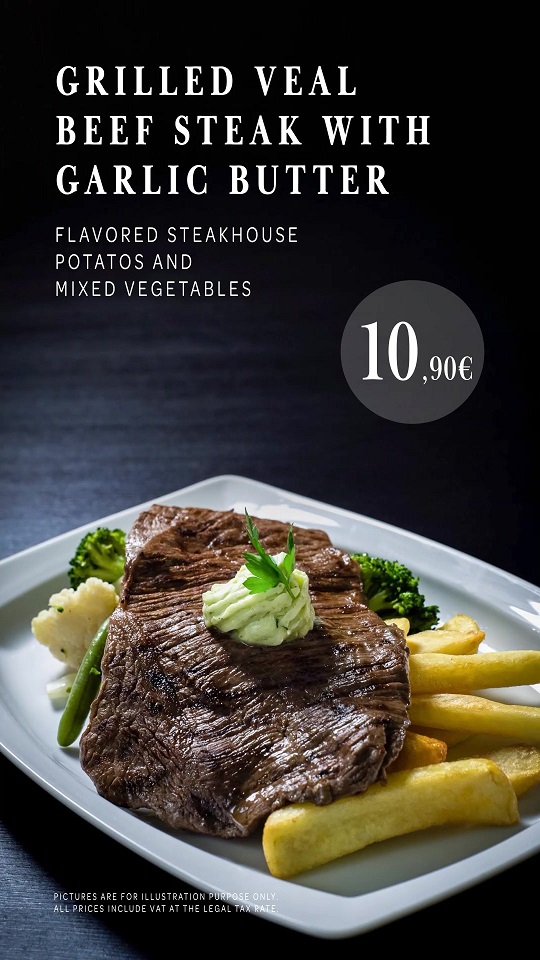 GRILLED VEAL
BEEF STEAK WITH
GARLIC BUTTER
FLAVORED STEAKHOUSE
POTATOS AND
MIXED VEGETABLES
10,90€
PICTURES ARE FOR ILLUSTRATION PURPOSE ONLY.
ALL PRICES INCLUDE VAT AT THE LEGAL TAX RATE.